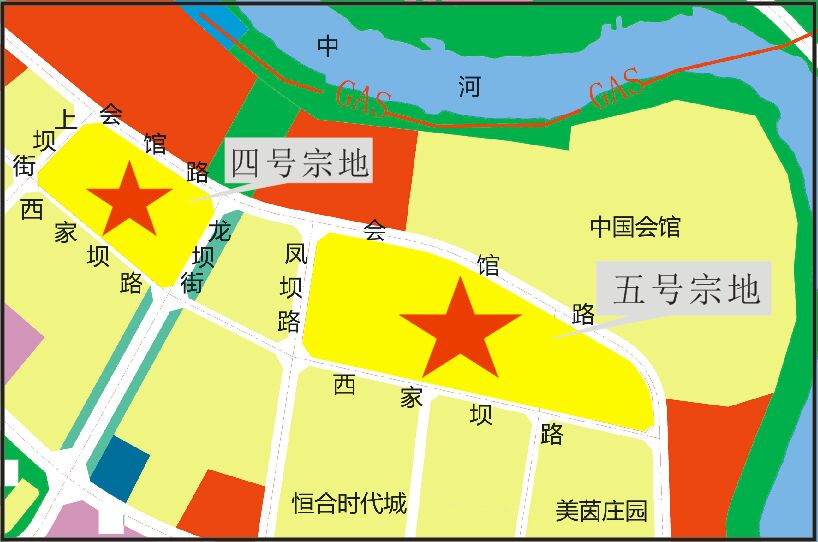 中河
GAS
GAS
上坝街
会馆路
四号宗地
西家坝路
龙坝街
凤坝路
会馆路
中国会馆
五号宗地
西家坝路
恒合时代城
美茵庄园